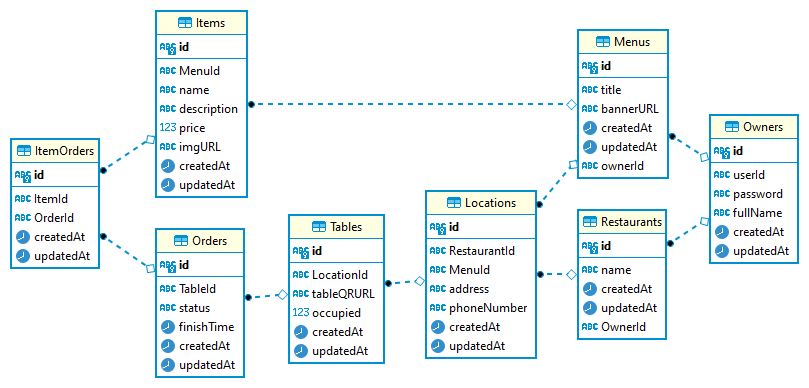 Items
id
MenuId
name
description
123 price
imgURL
createdAt
updatedAt
Menus
id
title
bannerURL
createdAt
updatedAt
ownerId
Owners
id
userId
password
fullName
createdAt
updatedAt
ItemOrders
id
ItemId
OrderId
createdAt
updatedAt
Orders
id
TableId
status
finishTime
createdAt
updatedAt
Tables
id
LocationId
tableQRURL
123 occupied
createdAt
updatedAt
Locations
id
RestaurantId
MenuId
address
phoneNumber
createdAt
updatedAt
Restaurants
id
name
createdAt
updatedAt
OwnerId